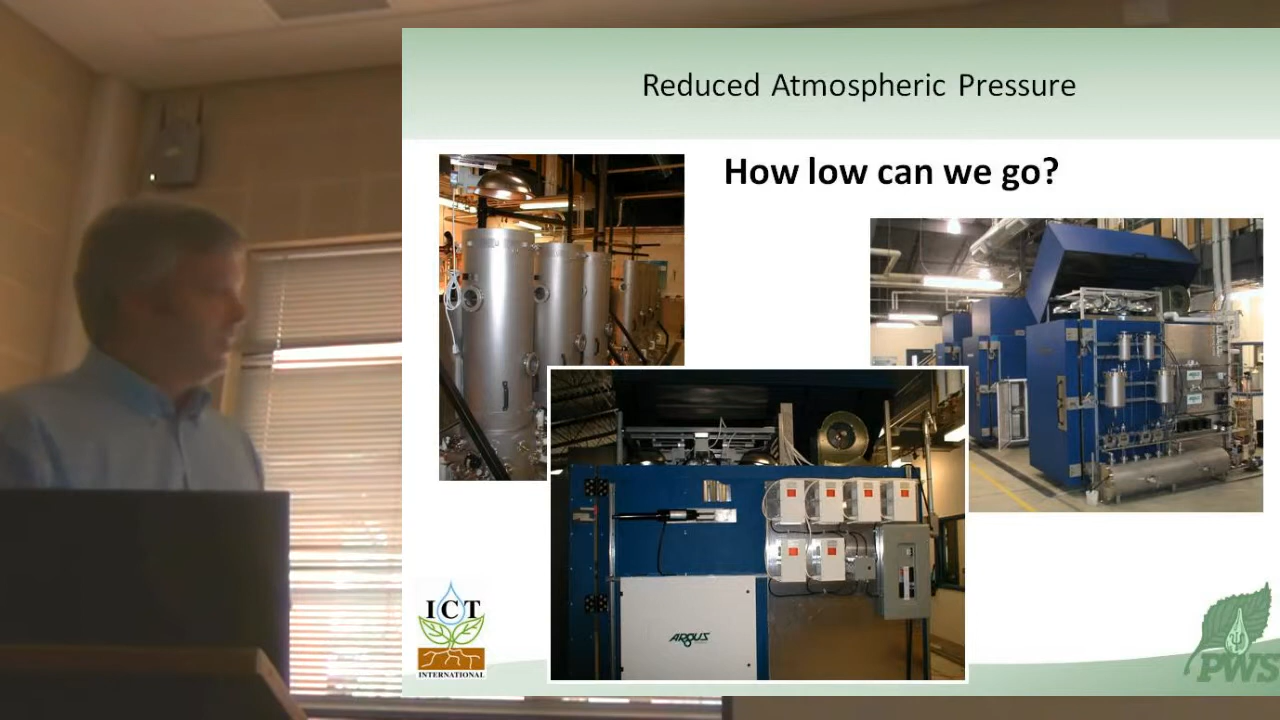 Reduced Atmospheric Pressure
How low can we go?
ARGUS
ICT
INTERNATIONAL
PWS